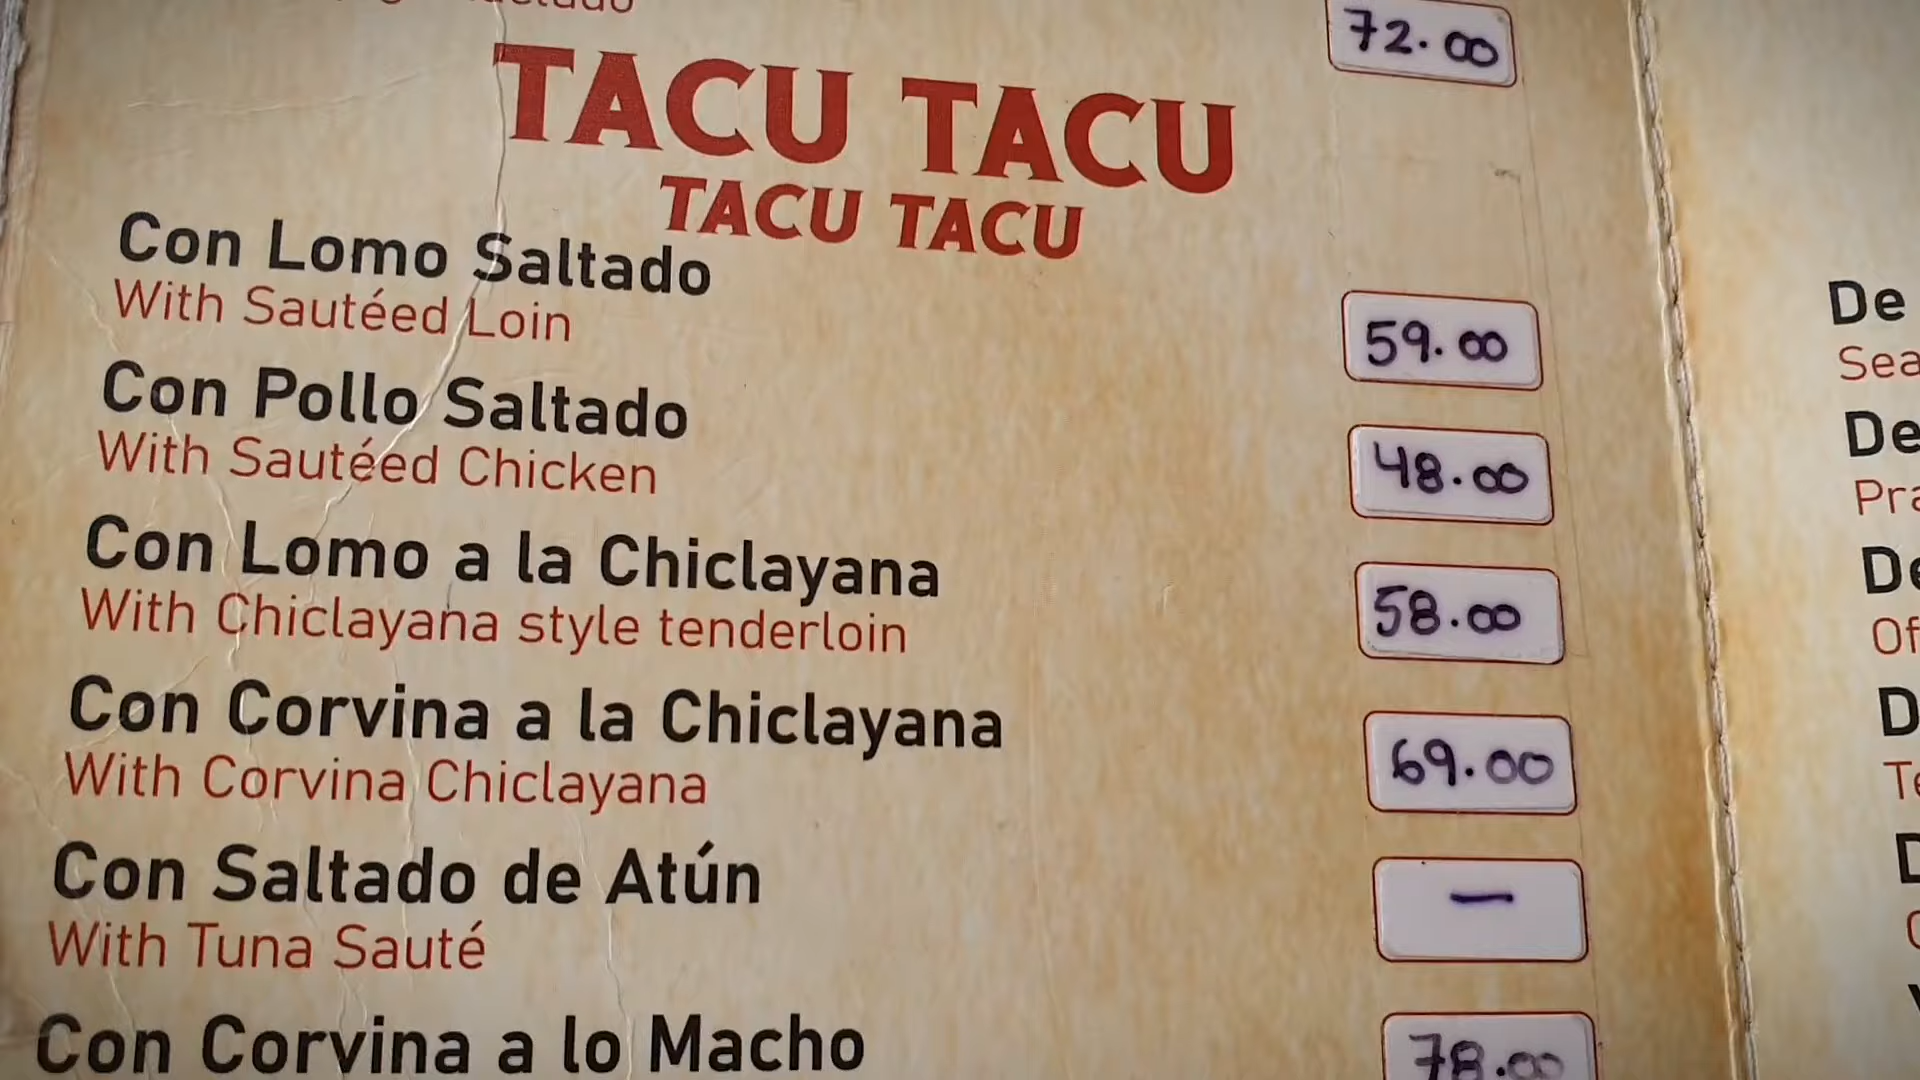 72.00
TACU TACU
TACU TACU
Con Lomo Saltado
With Sautéed Loin
59.00
Con Pollo Saltado
With Sautéed Chicken
48.00
Con Lomo a la Chiclayana
With Chiclayana style tenderloin
58.00
Con Corvina a la Chiclayana
With Corvina Chiclayana
69.00
Con Saltado de Atún
With Tuna Sauté
—
Con Corvina a lo Macho
78.00
De